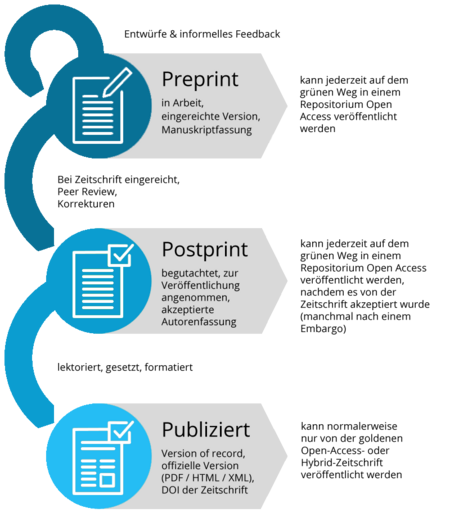 Entwürfe & informelles Feedback
Preprint
in Arbeit,
eingereichte Version,
Manuskriptfassung
kann jederzeit auf dem
grünen Weg in einem
Repositorium Open
Access veröffentlicht
werden
Bei Zeitschrift eingereicht,
Peer Review,
Korrekturen
Postprint
begutachtet, zur
Veröffentlichung
angenommen,
akzeptierte
Autorenfassung
kann jederzeit auf dem
grünen Weg in einem
Repositorium Open Access
veröffentlicht werden,
nachdem es von der
Zeitschrift akzeptiert wurde
(manchmal nach einem
Embargo)
lektoriert, gesetzt, formatiert
Publiziert
Version of record,
offizielle Version
(PDF / HTML / XML),
DOI der Zeitschrift
kann normalerweise
nur von der goldenen
Open-Access- oder
Hybrid-Zeitschrift
veröffentlicht werden